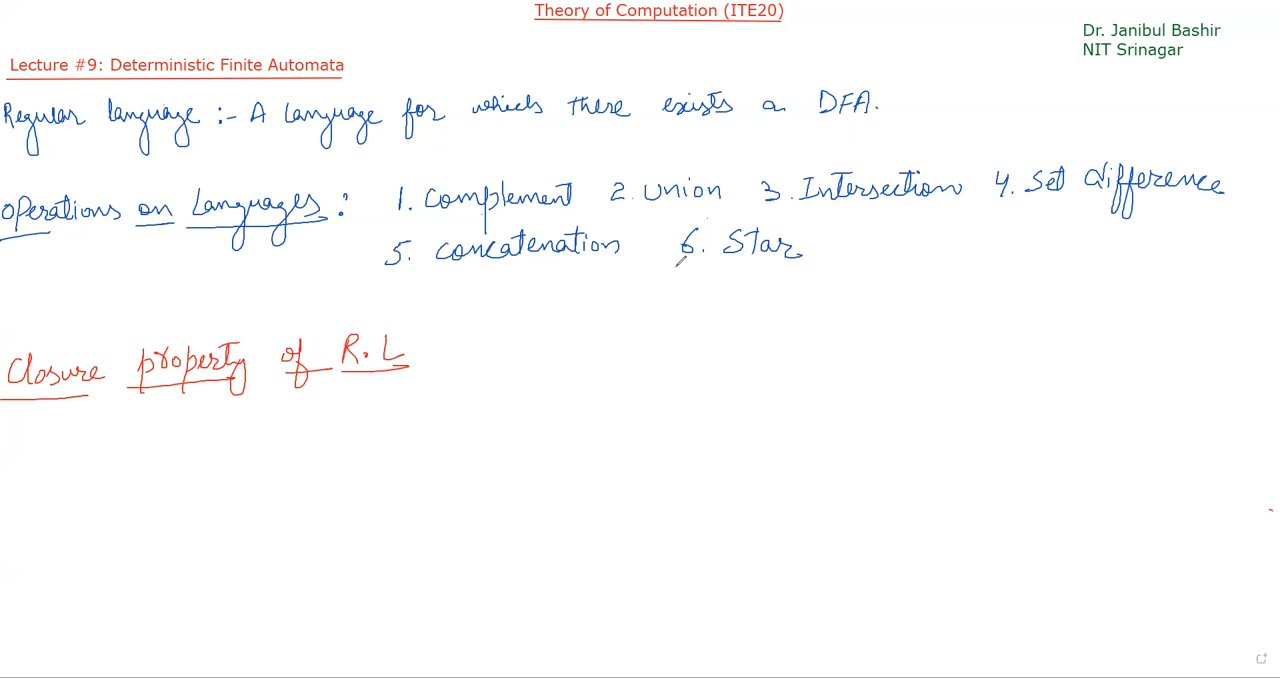 Theory of Computation (ITE20)
Dr. Janibul Bashir
NIT Srinagar
Lecture #9: Deterministic Finite Automata
Regular language :- A language for which there exists a DFA.
Operations on Languages : 1. Complement 2. Union 3. Intersection 4. Set difference
5. Concatenation 6. Star
Closure property of R.L